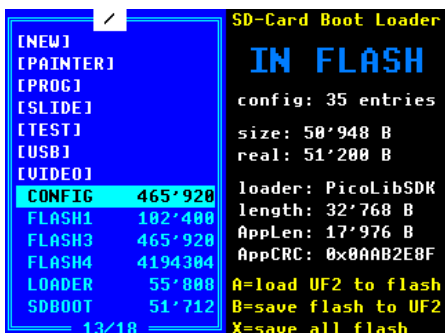 /
[NEW]
[PAINTER]
[PROG]
[SLIDE]
[TEST]
[USB]
[VIDEO]
CONFIG 465'920
FLASH1 102'400
FLASH3 465'920
FLASH4 4194304
LOADER 55'808
SDBOOT 51'712
13/18
SD-Card Boot Loader
IN FLASH
config: 35 entries
size: 50'948 B
real: 51'200 B
loader: PicoLibSDK
length: 32'768 B
AppLen: 17'976 B
AppCRC: 0x0AAB2E8F
A=load UF2 to flash
B=save flash to UF2
X=save all flash